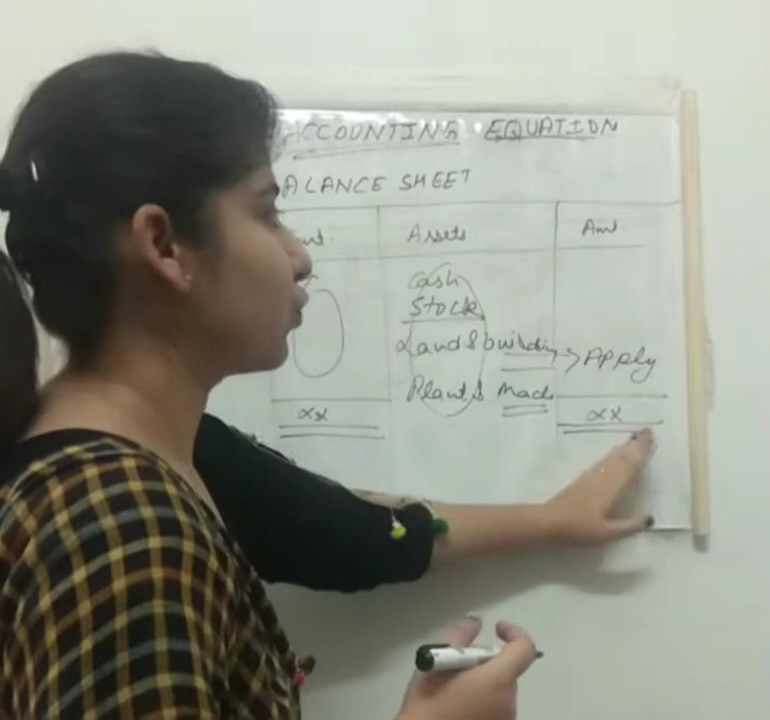 ACCOUNTING EQUATION
ALANCE SHEET
Assets Amt
Cash
Stock
Land & building → Apply
Plant & Mach
xx xx